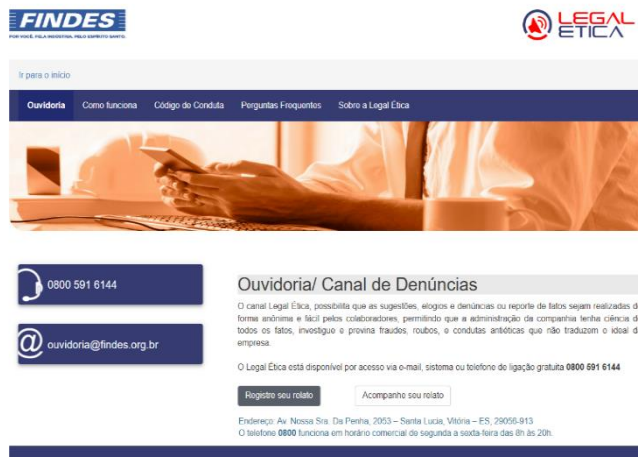 FINDES
POR VOCÊ. PELA INDÚSTRIA. PELO ESPÍRITO SANTO.
LEGAL
ETICA
Ir para o início
Ouvidoria Como funciona Código de Conduta Perguntas Frequentes Sobre a Legal Ética
0800 591 6144
ouvidoria@findes.org.br
Ouvidoria/ Canal de Denúncias
O canal Legal Ética, possibilita que as sugestões, elogios e denúncias ou reporte de fatos sejam realizadas de
forma anônima e fácil pelos colaboradores, permitindo que a administração da companhia tenha ciência de
todos os fatos, investigue e previna fraudes, roubos, e condutas antiéticas que não traduzem o ideal da
empresa.
O Legal Ética está disponível por acesso via e-mail, sistema ou telefone de ligação gratuita 0800 591 6144
Registre seu relato Acompanhe seu relato
Endereço: Av. Nossa Sra. Da Penha, 2053 – Santa Lucia, Vitória – ES, 29056-913
O telefone 0800 funciona em horário comercial de segunda a sexta-feira das 8h às 20h.